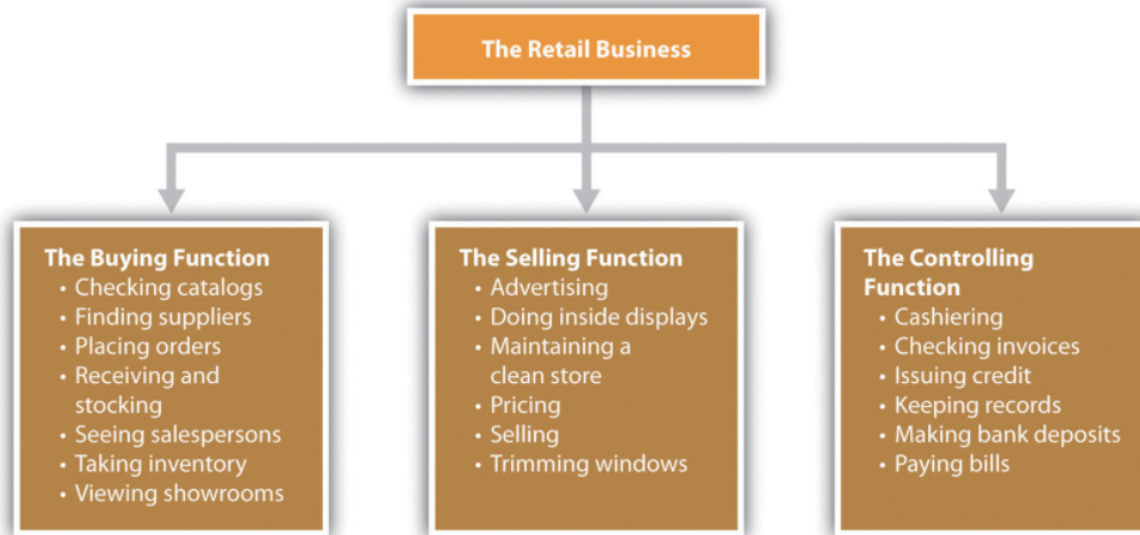 The Retail Business
The Buying Function
• Checking catalogs
• Finding suppliers
• Placing orders
• Receiving and
stocking
• Seeing salespersons
• Taking inventory
• Viewing showrooms
The Selling Function
• Advertising
• Doing inside displays
• Maintaining a
clean store
• Pricing
• Selling
• Trimming windows
The Controlling
Function
• Cashiering
• Checking invoices
• Issuing credit
• Keeping records
• Making bank deposits
• Paying bills